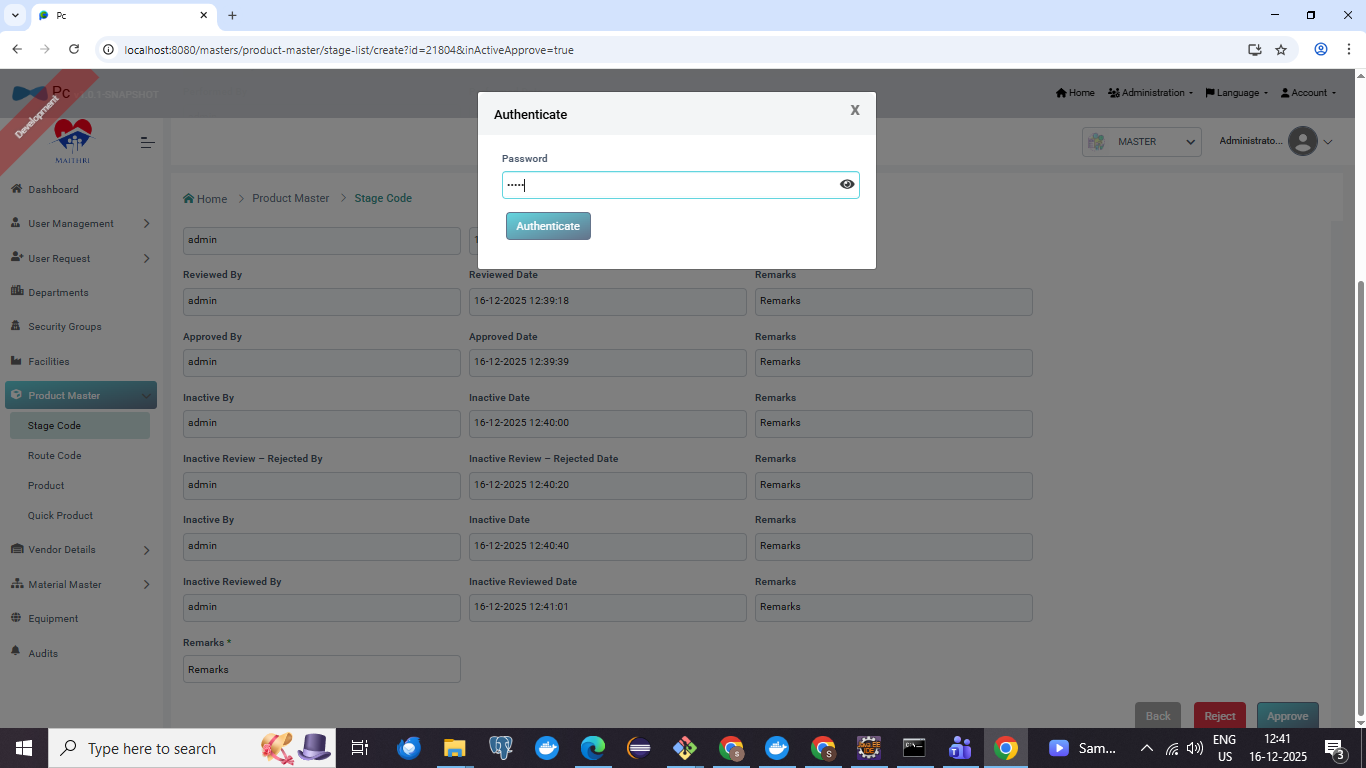 Pc
localhost:8080/masters/product-master/stage-list/create?id=21804&inActiveApprove=true
Development
Pc
0.1-SNAPSHOT
Home
Administration
Language
Account
MAITHRI
MASTER
Administrato...
Authenticate
X
Password
•••••
Authenticate
Dashboard
User Management
User Request
Departments
Security Groups
Facilities
Product Master
Stage Code
Route Code
Product
Quick Product
Vendor Details
Material Master
Equipment
Audits
Home > Product Master > Stage Code
admin
Reviewed By Reviewed Date Remarks
admin 16-12-2025 12:39:18 Remarks
Approved By Approved Date Remarks
admin 16-12-2025 12:39:39 Remarks
Inactive By Inactive Date Remarks
admin 16-12-2025 12:40:00 Remarks
Inactive Review – Rejected By Inactive Review – Rejected Date Remarks
admin 16-12-2025 12:40:20 Remarks
Inactive By Inactive Date Remarks
admin 16-12-2025 12:40:40 Remarks
Inactive Reviewed By Inactive Reviewed Date Remarks
admin 16-12-2025 12:41:01 Remarks
Remarks *
Remarks
Back Reject Approve
Type here to search
Sam...
ENG
US
12:41
16-12-2025
3